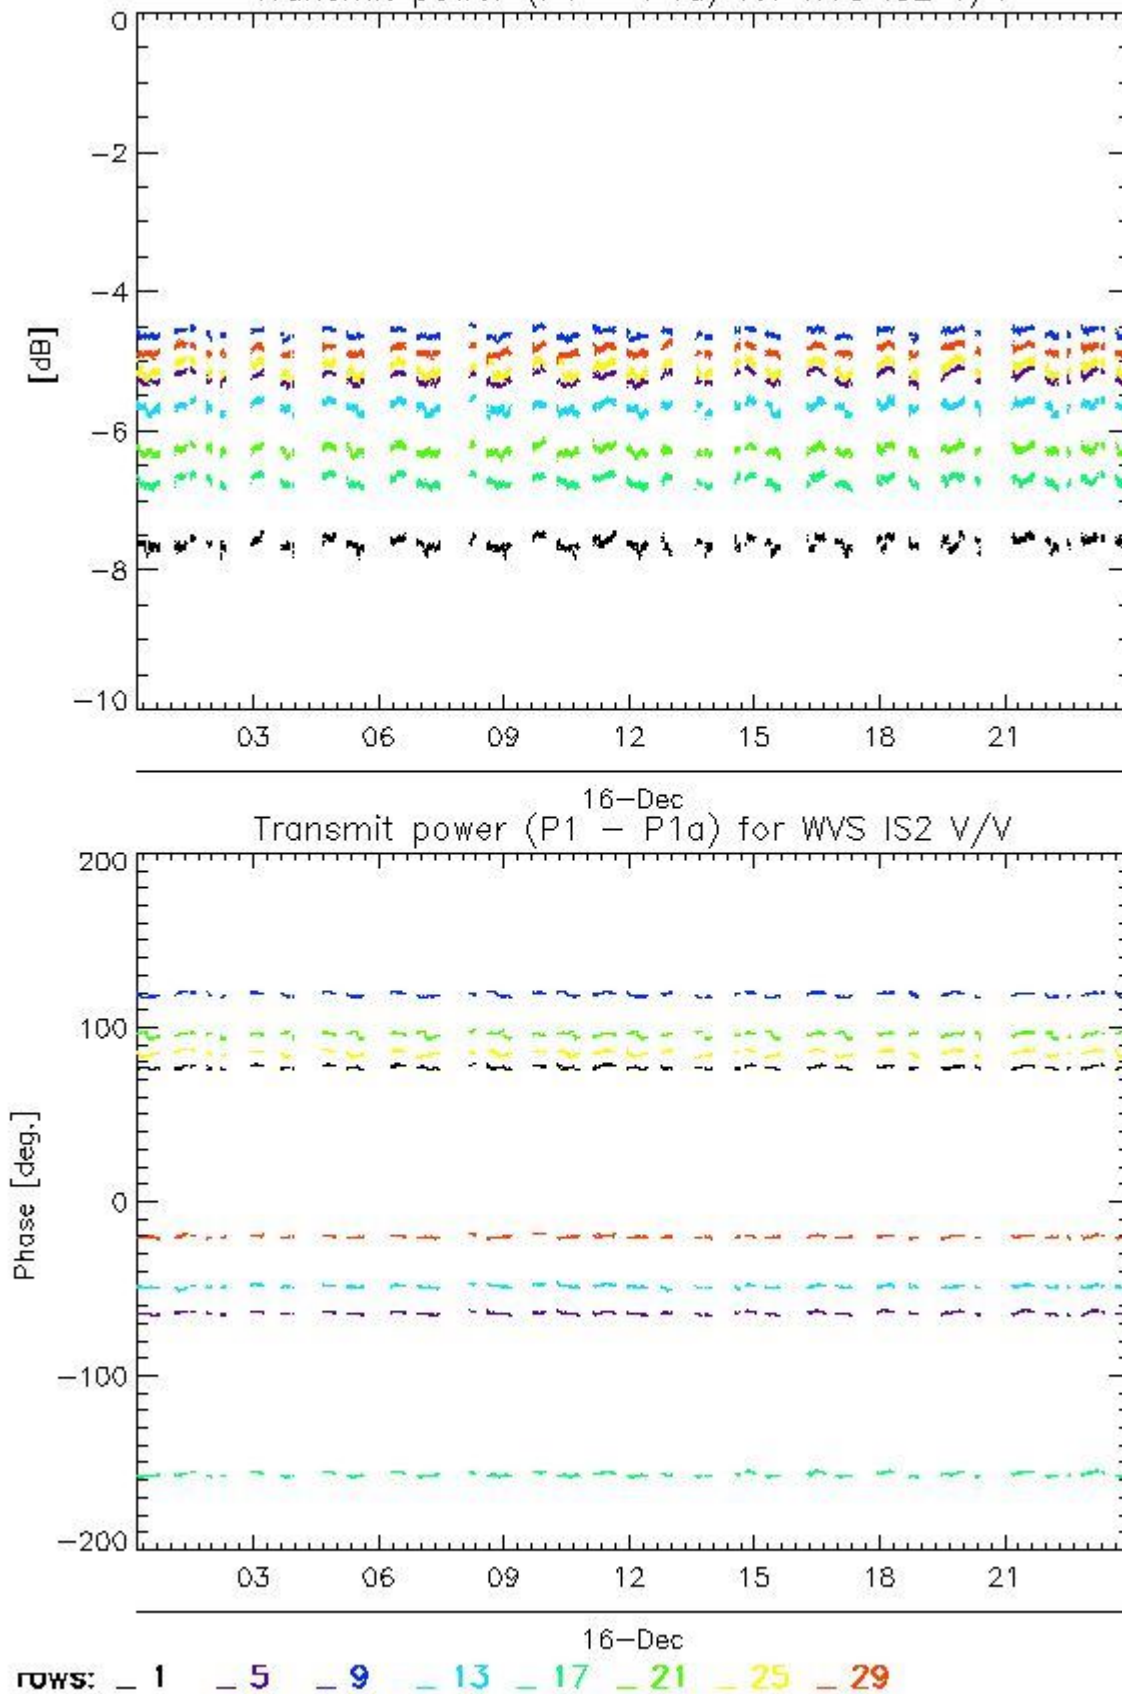 0
-2
-4
[dB]
-6
-8
-10
03 06 09 12 15 18 21
16-Dec
Transmit power (P1 - P1a) for WVS IS2 V/V
200
100
Phase [deg.]
0
-100
-200
03 06 09 12 15 18 21
16-Dec
rows: _ 1 _ 5 _ 9 _ 13 _ 17 _ 21 _ 25 _ 29